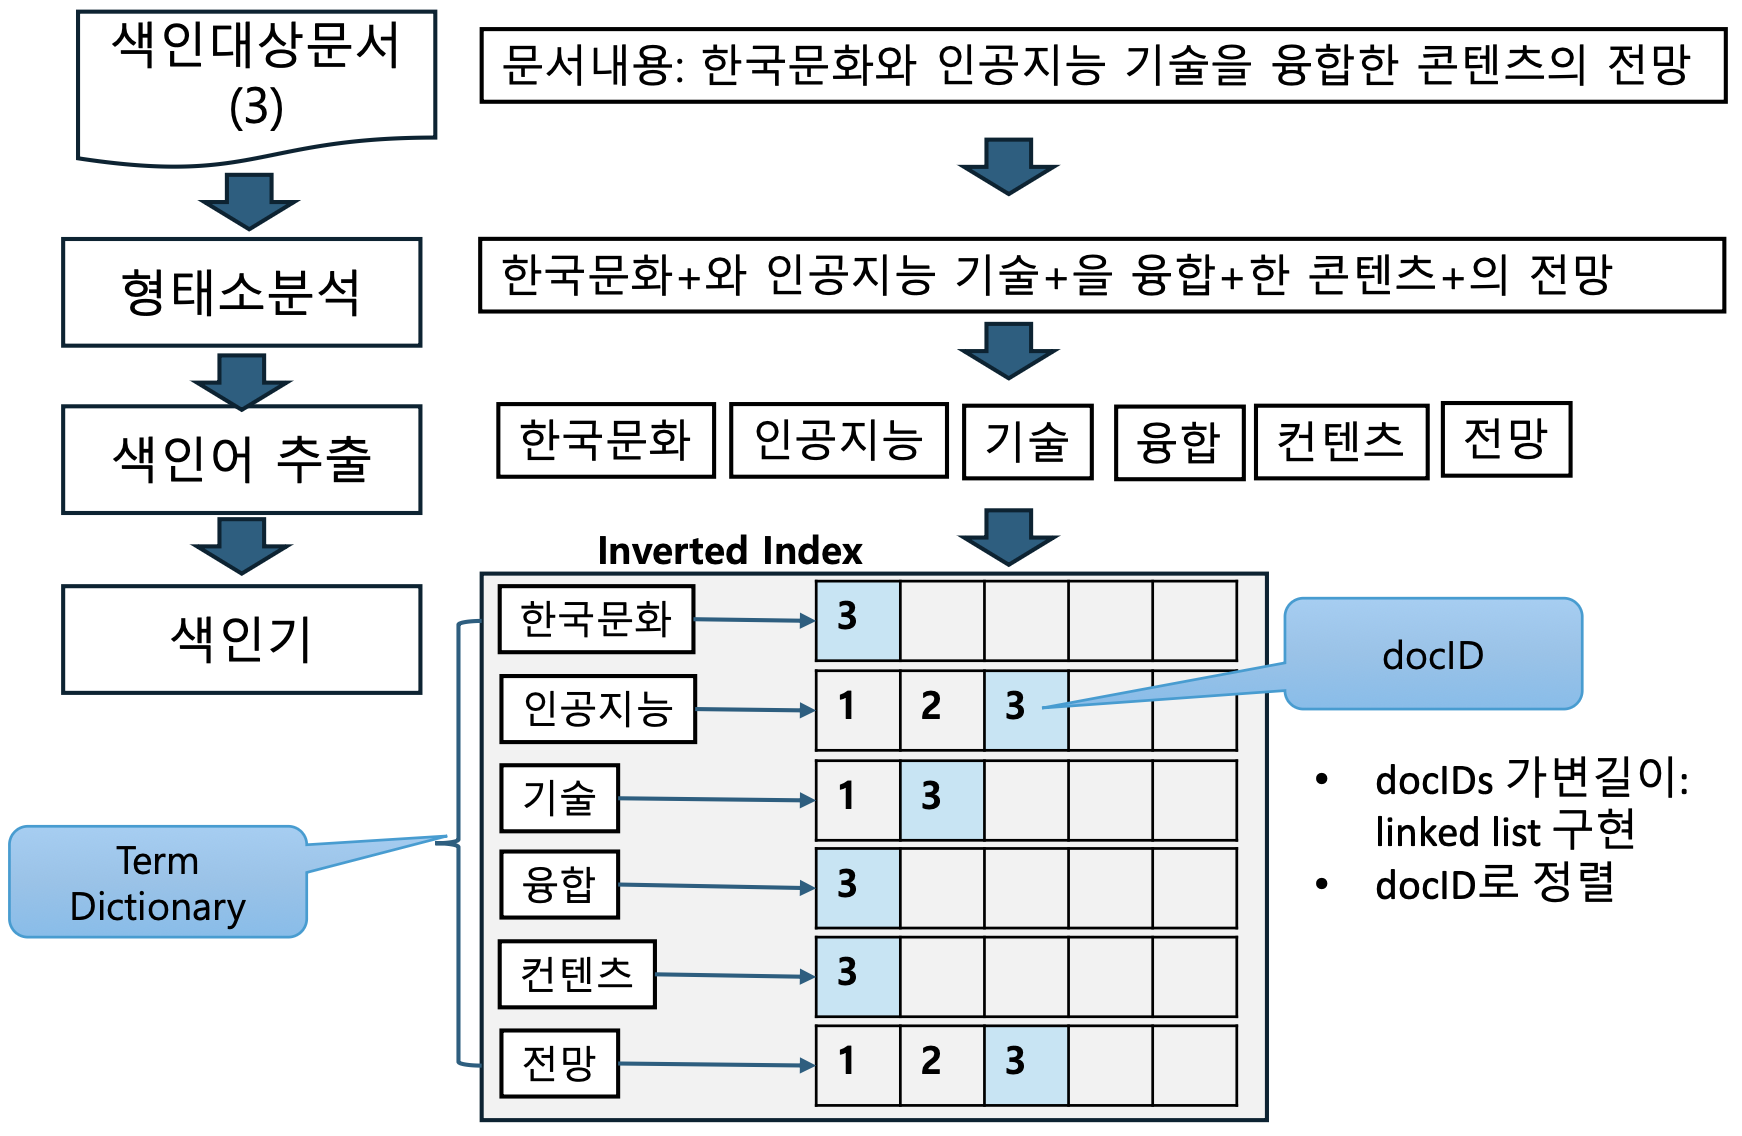 색인대상문서
(3)
문서내용: 한국문화와 인공지능 기술을 융합한 콘텐츠의 전망
형태소분석
한국문화+와 인공지능 기술+을 융합+한 콘텐츠+의 전망
색인어 추출
한국문화
인공지능
기술
융합
컨텐츠
전망
색인기
Inverted Index
한국문화
3
인공지능
1
2
3
기술
1
3
융합
3
컨텐츠
3
전망
1
2
3
docID
Term
Dictionary
• docIDs 가변길이:
linked list 구현
• docID로 정렬